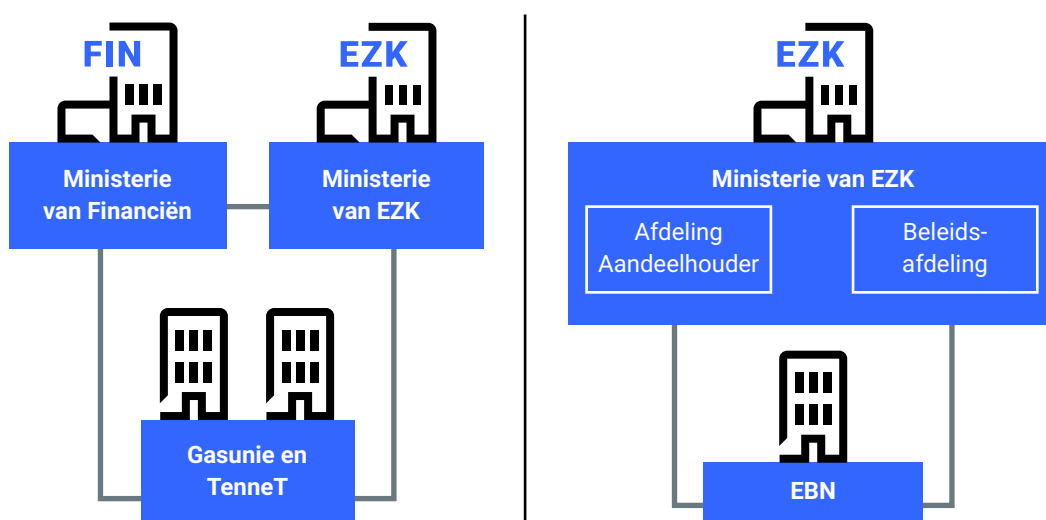 FIN
Ministerie
van Financiën
EZK
Ministerie
van EZK
Gasunie en
TenneT
EZK
Ministerie van EZK
Afdeling
Aandeelhouder
Beleids-
afdeling
EBN